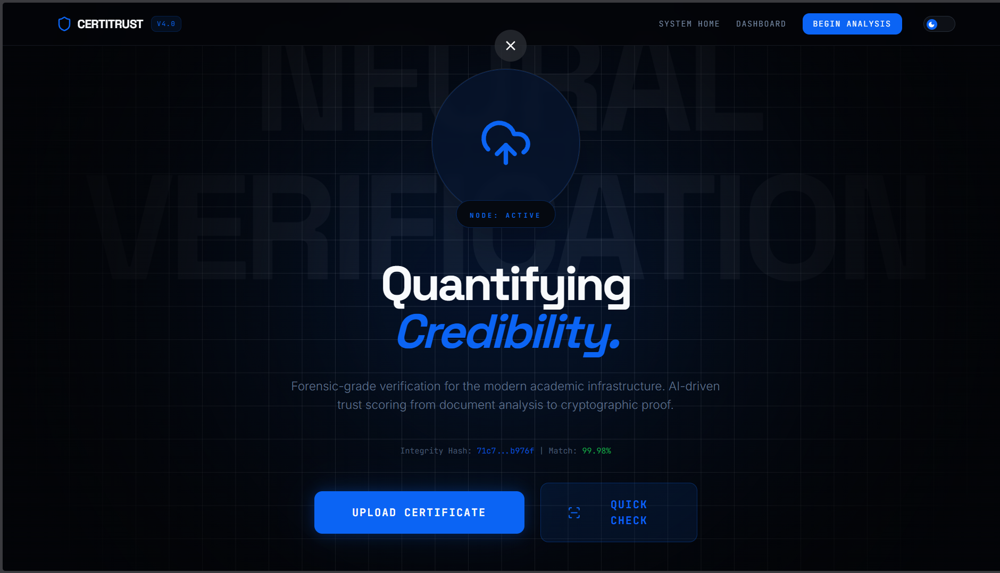 CERTITRUST V4.0
SYSTEM HOME DASHBOARD BEGIN ANALYSIS
NEURAL
VERIFICATION
NODE: ACTIVE
Quantifying
Credibility.
Forensic-grade verification for the modern academic infrastructure. AI-driven
trust scoring from document analysis to cryptographic proof.
Integrity Hash: 71c7...b976f | Match: 99.98%
UPLOAD CERTIFICATE
QUICK
CHECK